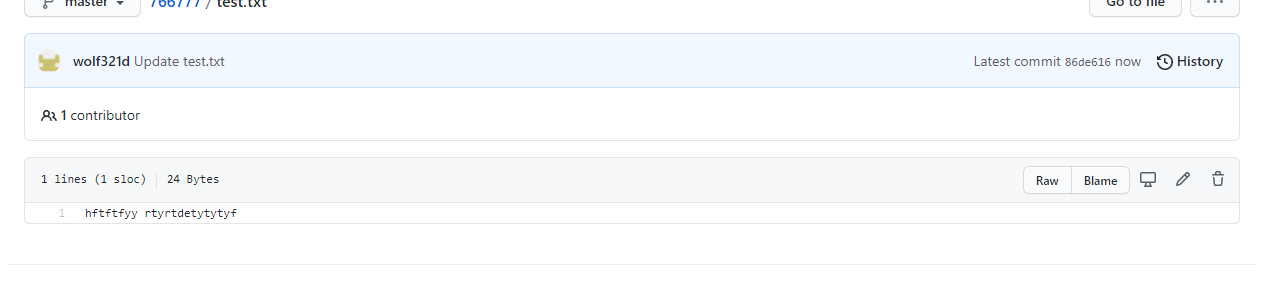 master 766777 / test.txt Go to file ...
wolf321d Update test.txt Latest commit 86de616 now History
1 contributor
1 lines (1 sloc) 24 Bytes Raw Blame
1 hftftfyy rtyrtdetytytyf